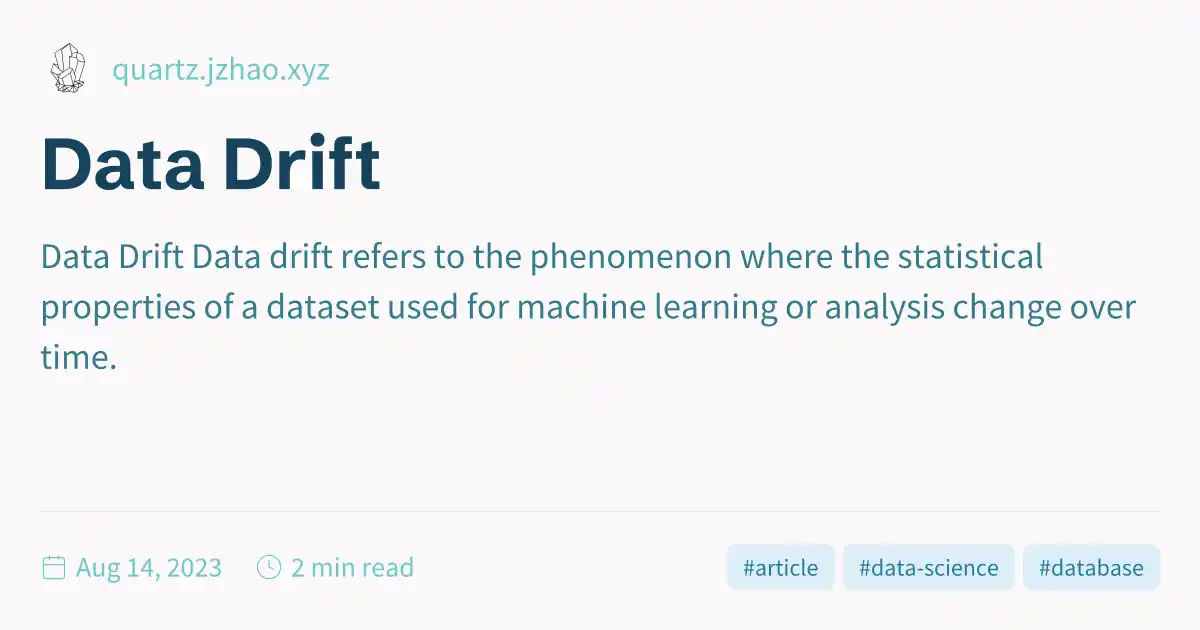 quartz.jzhao.xyz
Data Drift
Data Drift Data drift refers to the phenomenon where the statistical
properties of a dataset used for machine learning or analysis change over
time.
Aug 14, 2023 2 min read #article #data-science #database